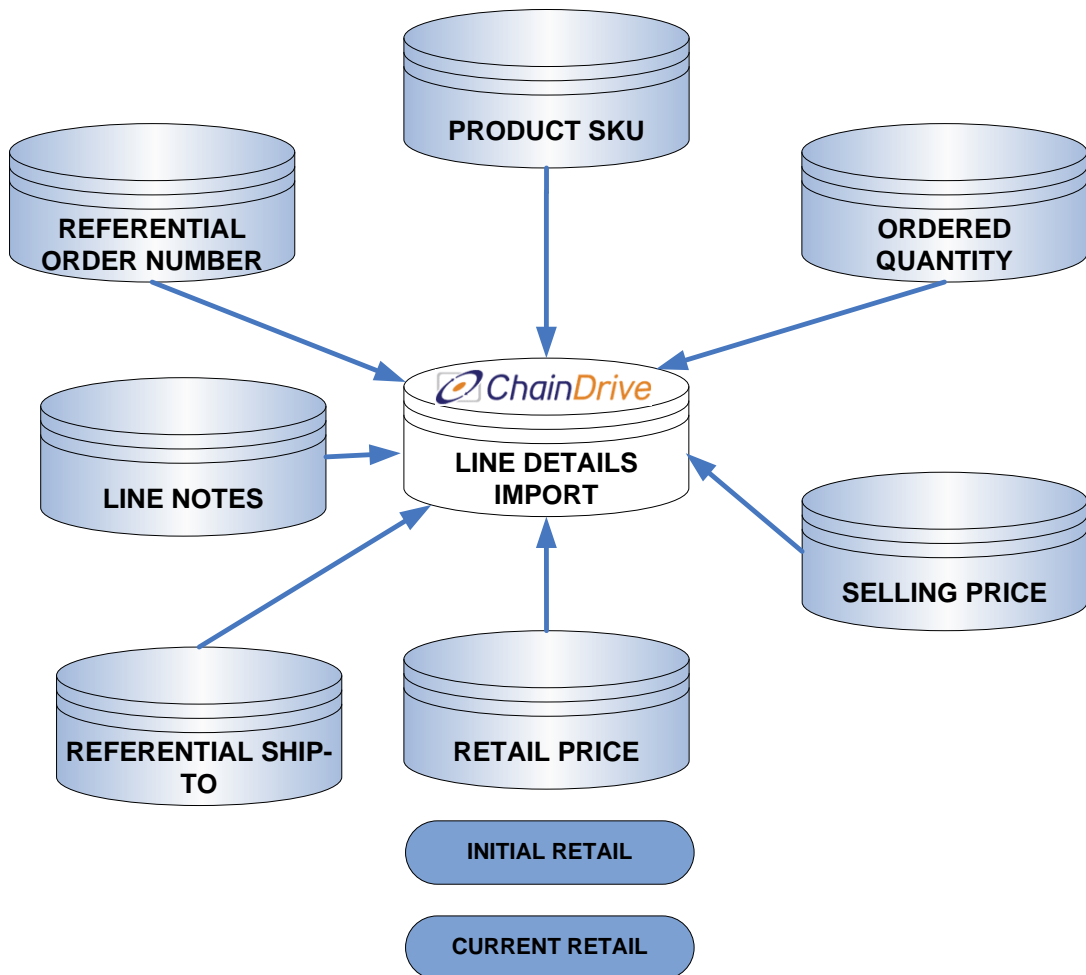 PRODUCT SKU
REFERENTIAL
ORDER NUMBER
ORDERED
QUANTITY
ChainDrive
LINE DETAILS
IMPORT
LINE NOTES
SELLING PRICE
REFERENTIAL SHIP-
TO
RETAIL PRICE
INITIAL RETAIL
CURRENT RETAIL